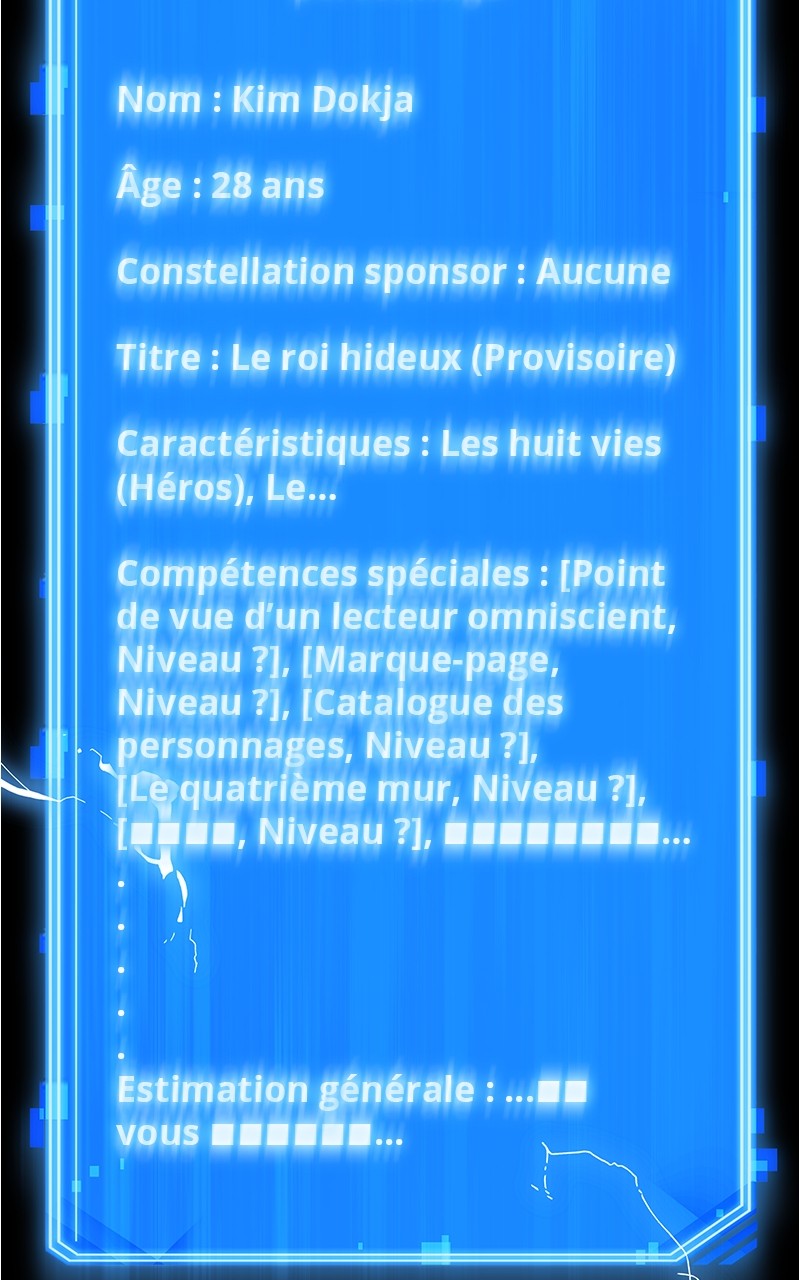 Nom : Kim Dokja
Âge : 28 ans
Constellation sponsor : Aucune
Titre : Le roi hideux (Provisoire)
Caractéristiques : Les huit vies
(Héros), Le...
Compétences spéciales : [Point
de vue d’un lecteur omniscient,
Niveau ?], [Marque-page,
Niveau ?], [Catalogue des
personnages, Niveau ?],
[Le quatrième mur, Niveau ?],
[■■■■, Niveau ?], ■■■■■■■■...
.
.
.
.
.
Estimation générale : ...■■
vous ■■■■■■...